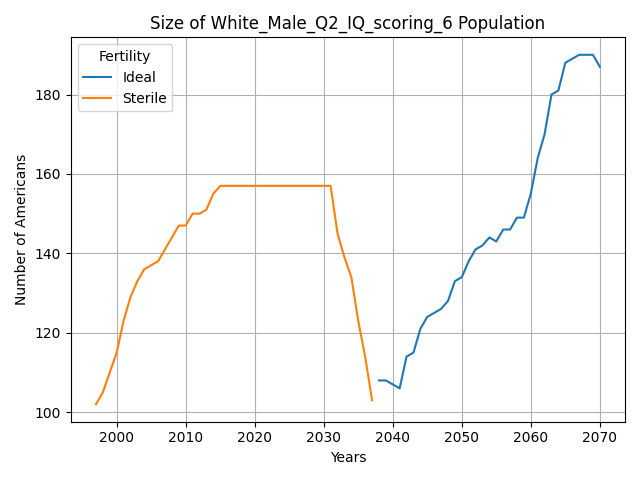 Size of White_Male_Q2_IQ_scoring_6 Population
Fertility
Ideal
Sterile
Number of Americans
180
160
140
120
100
2000 2010 2020 2030 2040 2050 2060 2070
Years